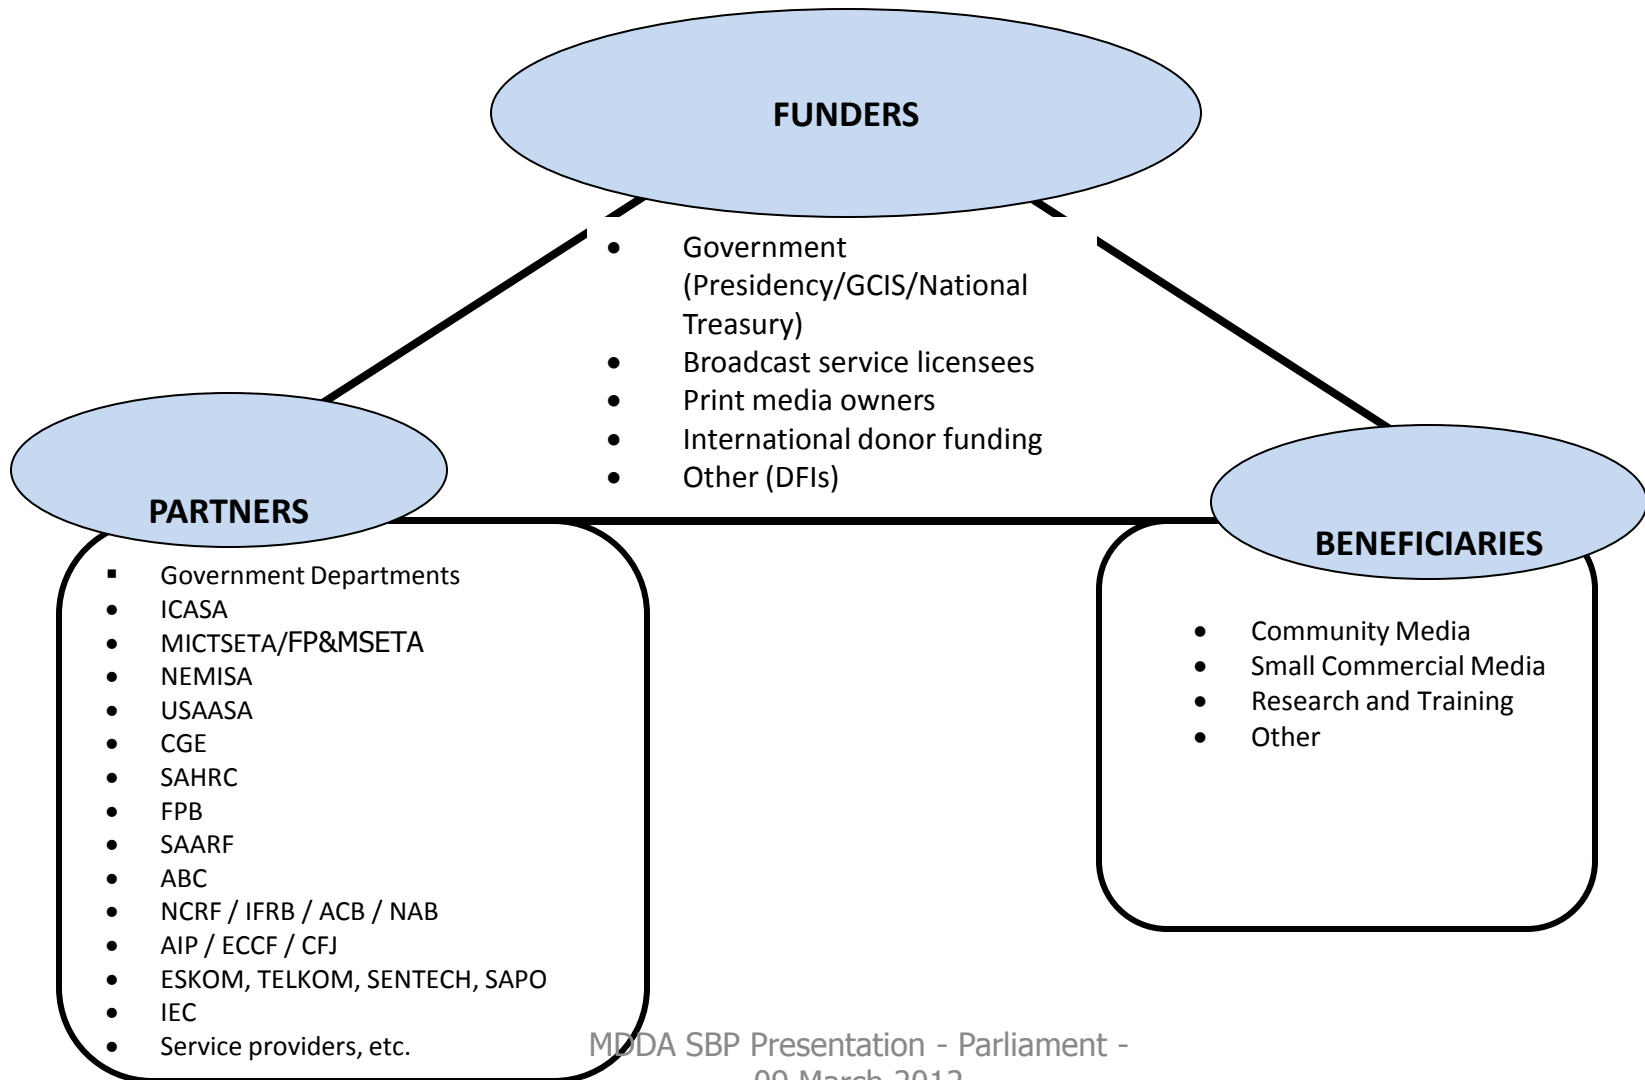 FUNDERS
• Government
(Presidency/GCIS/National
Treasury)
• Broadcast service licensees
• Print media owners
• International donor funding
• Other (DFIs)
PARTNERS
▪ Government Departments
• ICASA
• MICTSETA/FP&MSETA
• NEMISA
• USAASA
• CGE
• SAHRC
• FPB
• SAARF
• ABC
• NCRF / IFRB / ACB / NAB
• AIP / ECCF / CFJ
• ESKOM, TELKOM, SENTECH, SAPO
• IEC
• Service providers, etc.
BENEFICIARIES
• Community Media
• Small Commercial Media
• Research and Training
• Other
MDDA SBP Presentation - Parliament -
09 March 2012